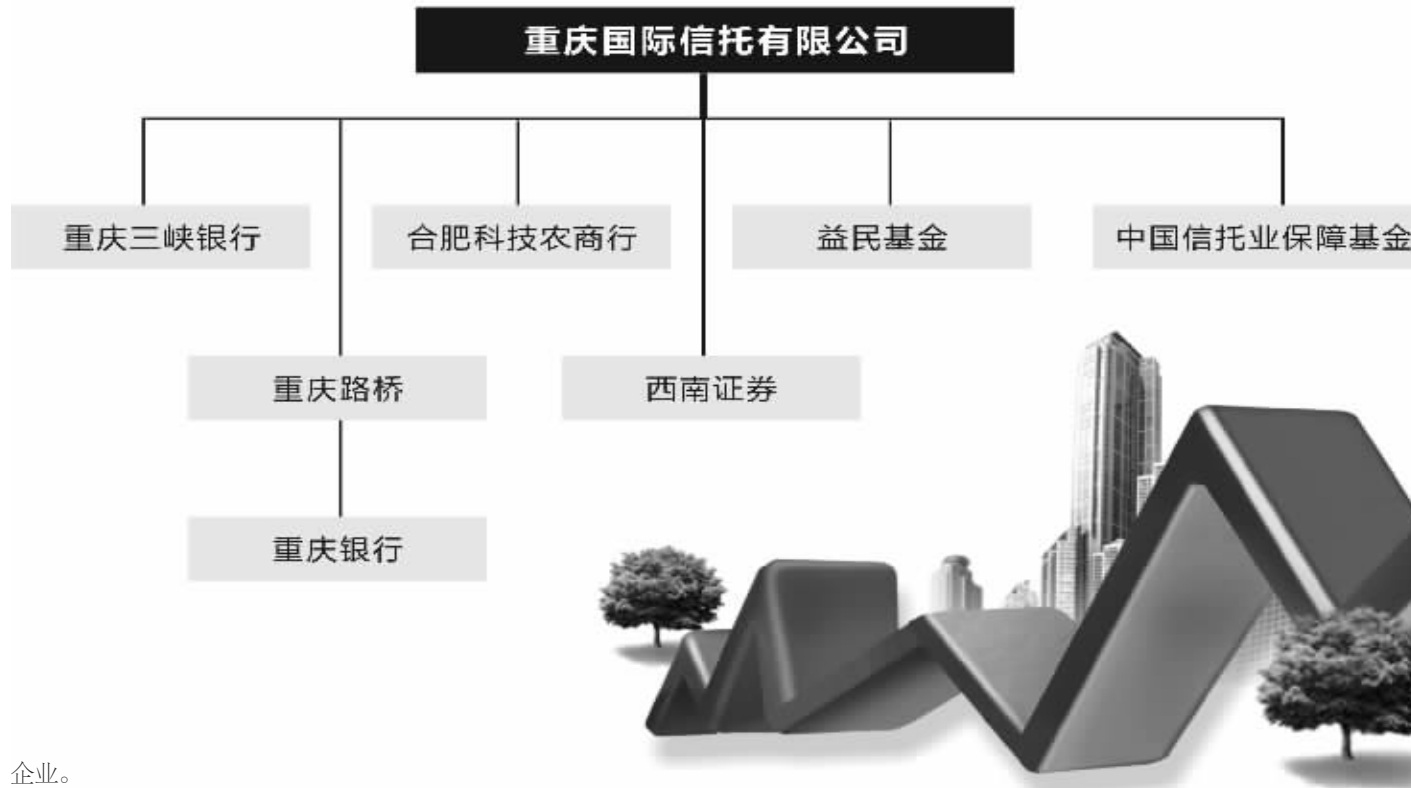 重庆国际信托有限公司
重庆三峡银行
合肥科技农商行
益民基金
中国信托业保障基金
重庆路桥
西南证券
重庆银行
企业。